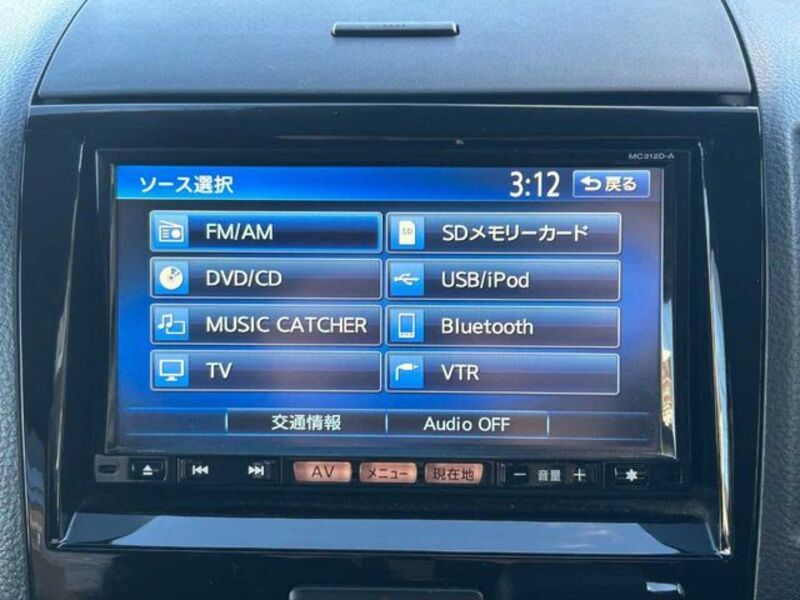 MC312D-A
ソース選択
3:12
戻る
FM/AM
SD
SDメモリーカード
DVD/CD
USB/iPod
MUSIC CATCHER
Bluetooth
TV
VTR
交通情報
Audio OFF
AV
メニュー
現在地
− 音量 +